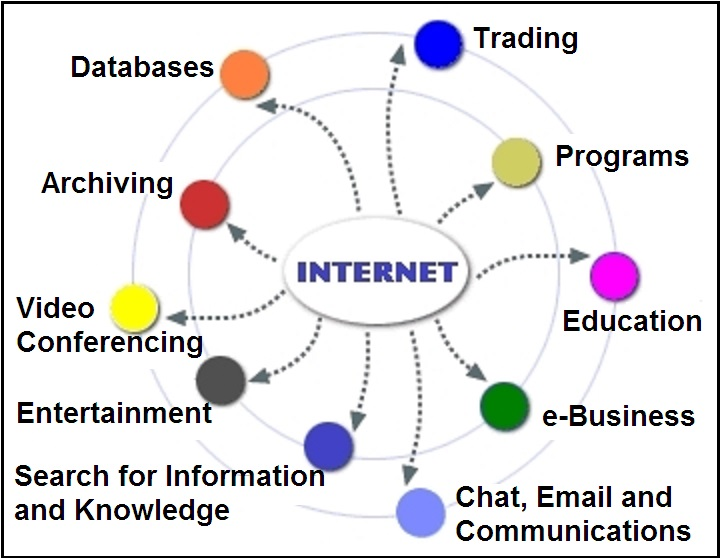 Trading
Databases
Programs
Archiving
INTERNET
Video
Conferencing
Education
Entertainment
e-Business
Search for Information
and Knowledge
Chat, Email and
Communications